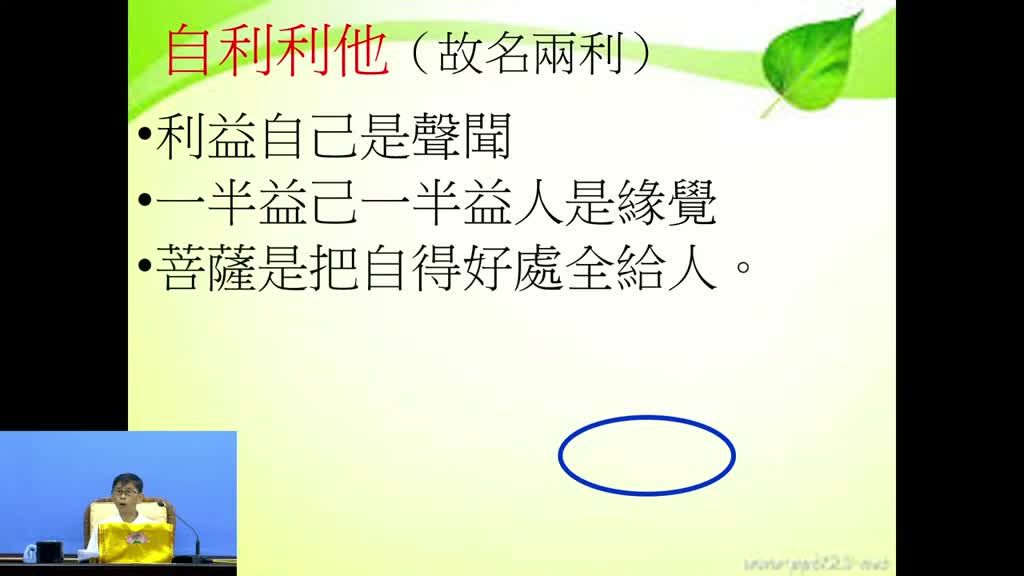 自利利他（故名兩利）
•利益自己是聲聞
•一半益己一半益人是緣覺
•菩薩是把自得好處全給人。